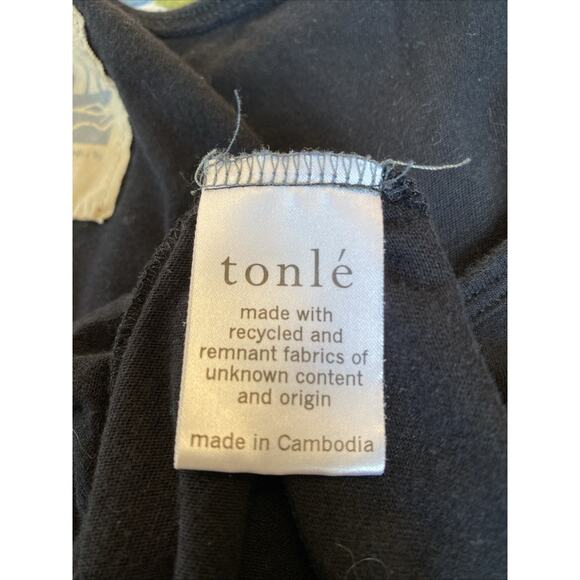 tonlé
made with
recycled and
remnant fabrics of
unknown content
and origin
made in Cambodia